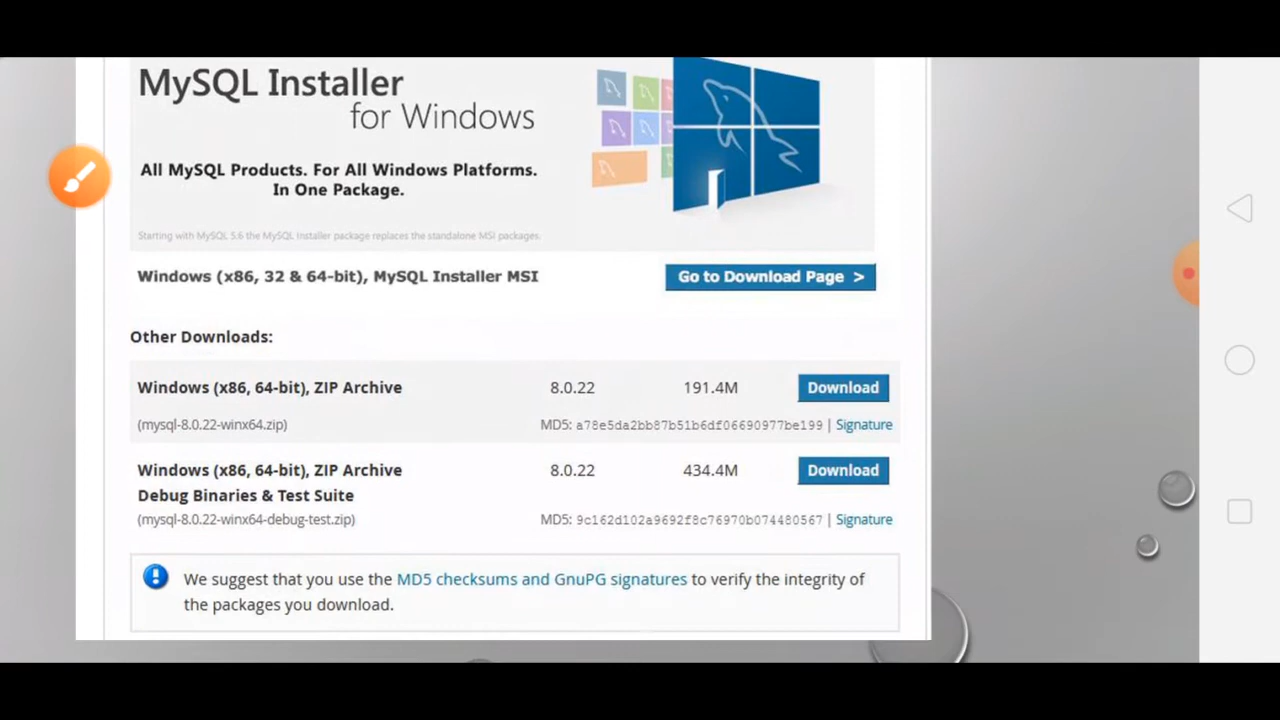 MySQL Installer
for Windows
All MySQL Products. For All Windows Platforms.
In One Package.
Starting with MySQL 5.6 the MySQL Installer package replaces the standalone MSI packages.
Windows (x86, 32 & 64-bit), MySQL Installer MSI
Go to Download Page >
Other Downloads:
Windows (x86, 64-bit), ZIP Archive 8.0.22 191.4M Download
(mysql-8.0.22-winx64.zip) MD5: a78e5da2bb87b51b6df06690977be199 | Signature
Windows (x86, 64-bit), ZIP Archive 8.0.22 434.4M Download
Debug Binaries & Test Suite
(mysql-8.0.22-winx64-debug-test.zip) MD5: 9c162d102a9692f8c76970b074480567 | Signature
We suggest that you use the MD5 checksums and GnuPG signatures to verify the integrity of
the packages you download.